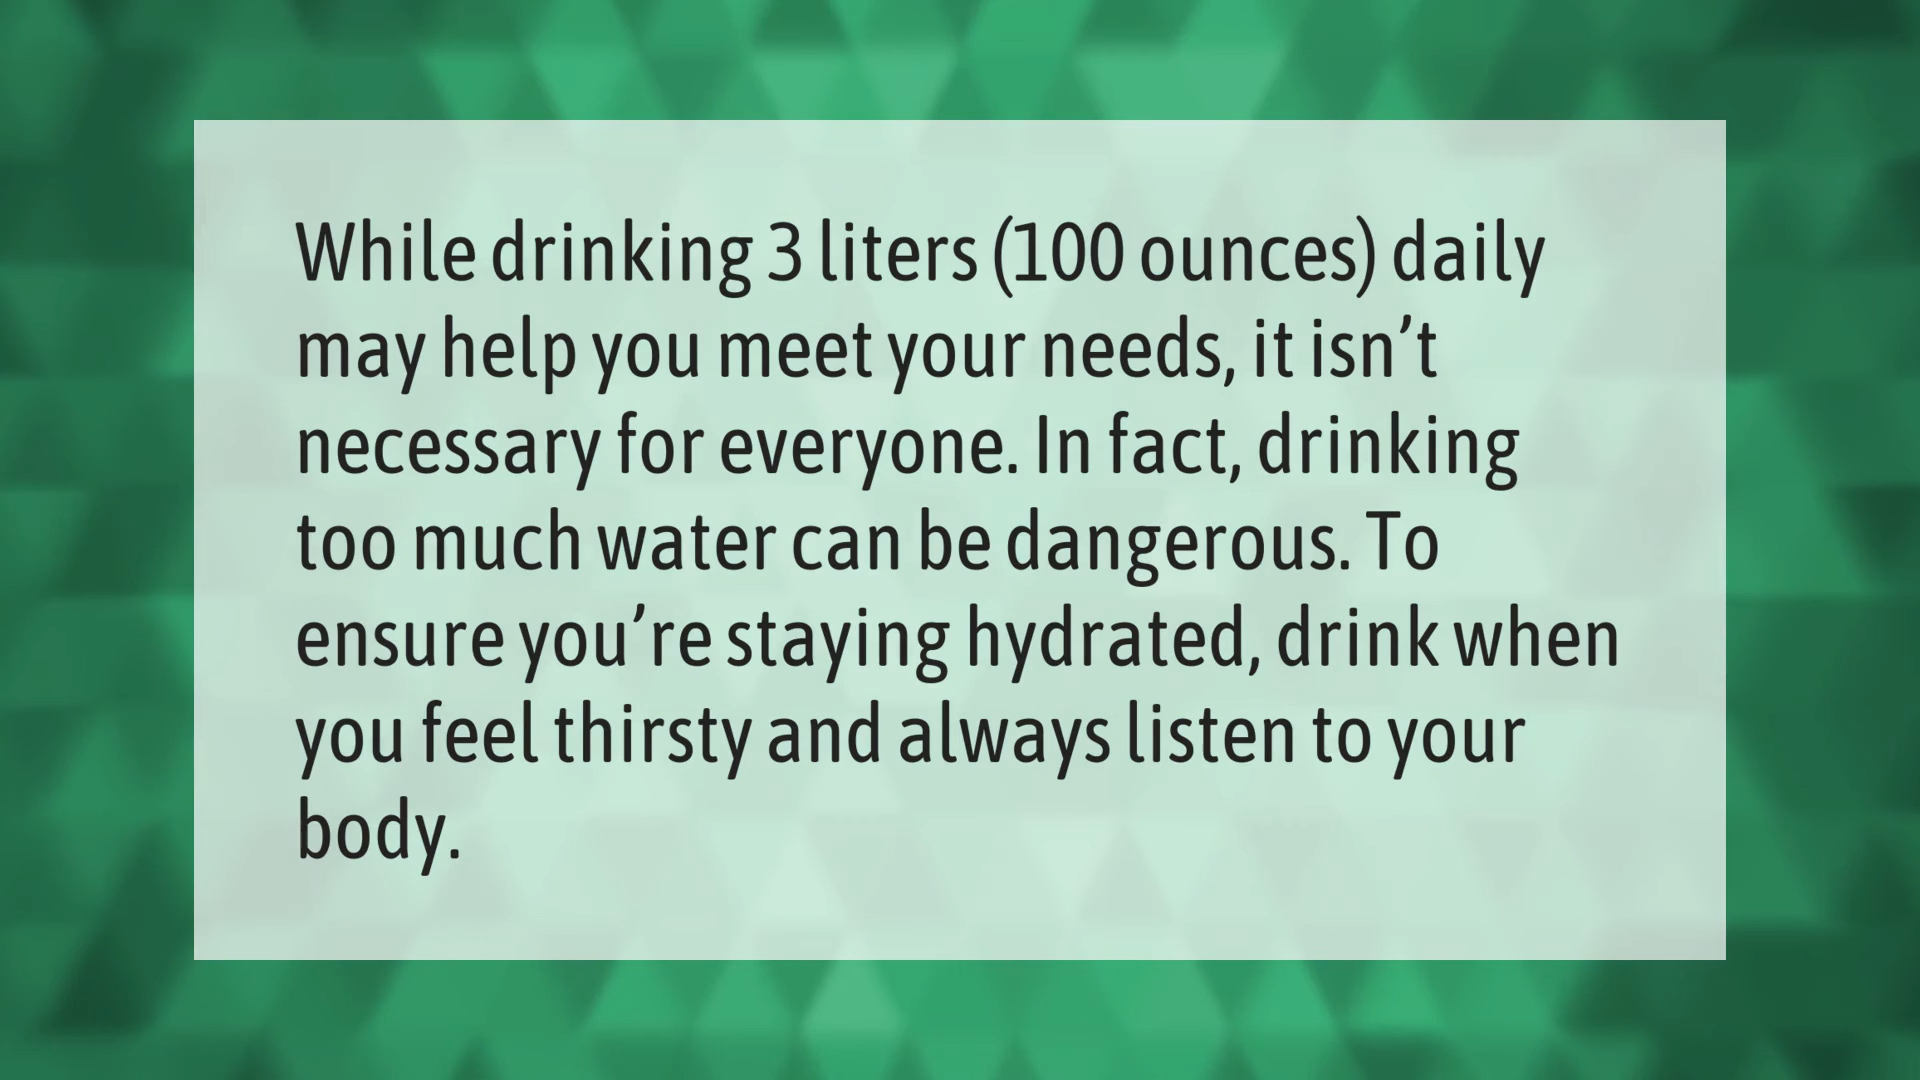 While drinking 3 liters (100 ounces) daily
may help you meet your needs, it isn’t
necessary for everyone. In fact, drinking
too much water can be dangerous. To
ensure you’re staying hydrated, drink when
you feel thirsty and always listen to your
body.